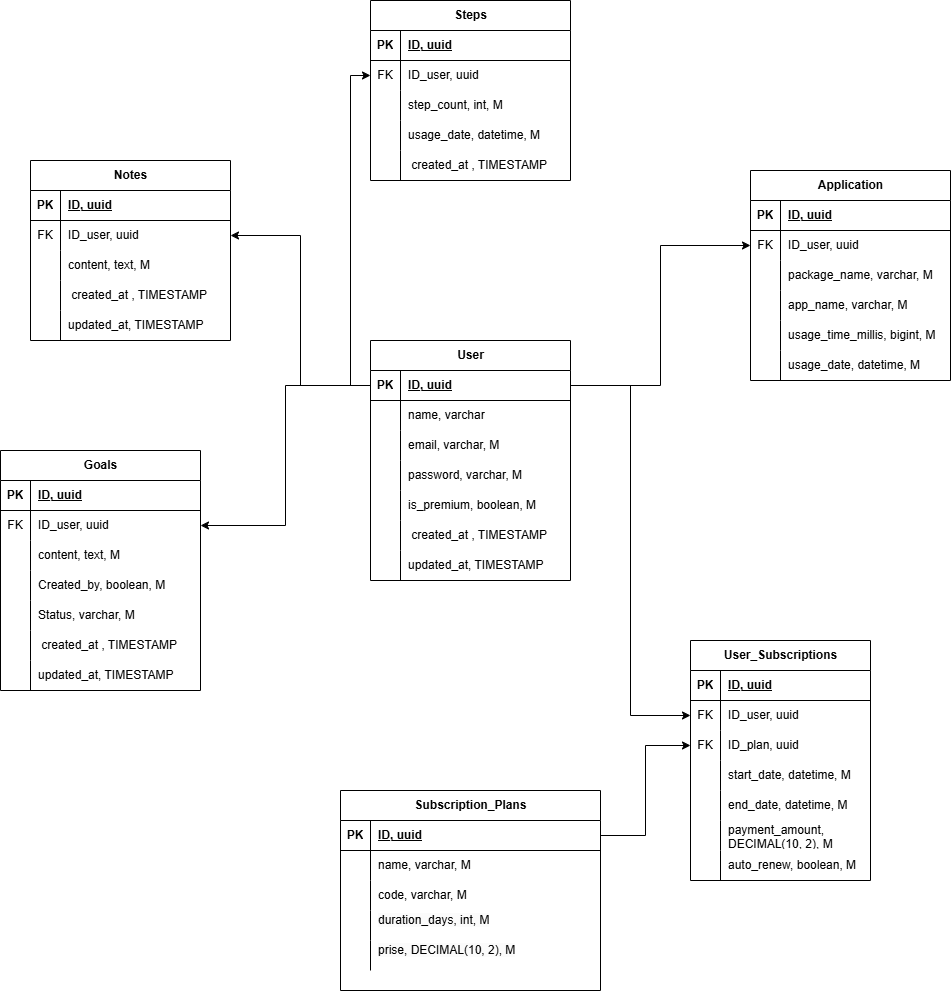 Steps
PK ID, uuid
FK ID_user, uuid
step_count, int, M
usage_date, datetime, M
created_at , TIMESTAMP
Notes
PK ID, uuid
FK ID_user, uuid
content, text, M
created_at , TIMESTAMP
updated_at, TIMESTAMP
Application
PK ID, uuid
FK ID_user, uuid
package_name, varchar, M
app_name, varchar, M
usage_time_millis, bigint, M
usage_date, datetime, M
User
PK ID, uuid
name, varchar
email, varchar, M
password, varchar, M
is_premium, boolean, M
created_at , TIMESTAMP
updated_at, TIMESTAMP
Goals
PK ID, uuid
FK ID_user, uuid
content, text, M
Created_by, boolean, M
Status, varchar, M
created_at , TIMESTAMP
updated_at, TIMESTAMP
User_Subscriptions
PK ID, uuid
FK ID_user, uuid
FK ID_plan, uuid
start_date, datetime, M
end_date, datetime, M
payment_amount,
DECIMAL(10, 2), M
auto_renew, boolean, M
Subscription_Plans
PK ID, uuid
name, varchar, M
code, varchar, M
duration_days, int, M
prise, DECIMAL(10, 2), M